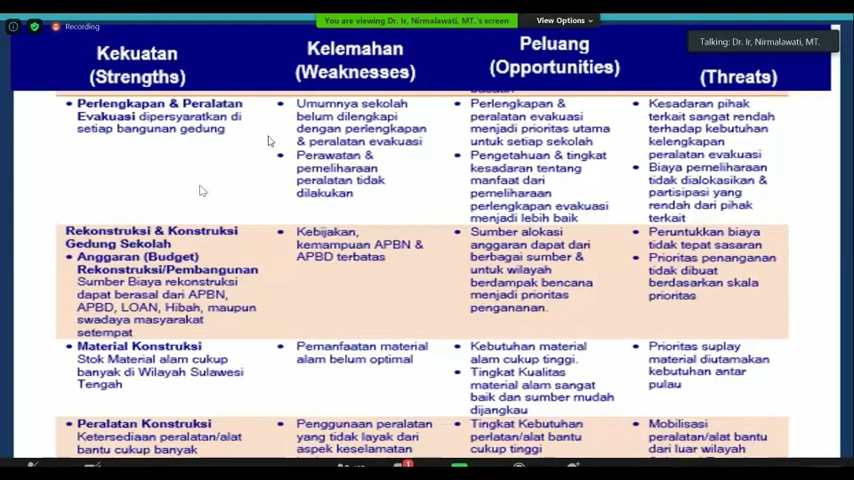 Recording
You are viewing Dr. Ir, Nirmalawati, MT.'s screen
View Options
Talking: Dr. Ir, Nirmalawati, MT.
Kekuatan
(Strengths)
Kelemahan
(Weaknesses)
Peluang
(Opportunities)
(Threats)
• Perlengkapan & Peralatan
Evakuasi dipersyaratkan di
setiap bangunan gedung
• Umumnya sekolah
belum dilengkapi
dengan perlengkapan
& peralatan evakuasi
• Perawatan &
pemeliharaan
peralatan tidak
dilakukan
• Perlengkapan &
peralatan evakuasi
menjadi prioritas utama
untuk setiap sekolah
• Pengetahuan & tingkat
kesadaran tentang
manfaat dari
pemeliharaan
perlengkapan evakuasi
menjadi lebih baik
• Kesadaran pihak
terkait sangat rendah
terhadap kebutuhan
kelengkapan
peralatan evakuasi
• Biaya pemeliharaan
tidak dialokasikan &
partisipasi yang
rendah dari pihak
terkait
Rekonstruksi & Konstruksi
Gedung Sekolah
• Anggaran (Budget)
Rekonstruksi/Pembangunan
Sumber Biaya rekonstruksi
dapat berasal dari APBN,
APBD, LOAN, Hibah, maupun
swadaya masyarakat
setempat
• Kebijakan,
kemampuan APBN &
APBD terbatas
• Sumber alokasi
anggaran dapat dari
berbagai sumber &
untuk wilayah
berdampak bencana
menjadi prioritas
pengananan.
• Peruntukkan biaya
tidak tepat sasaran
• Prioritas penanganan
tidak dibuat
berdasarkan skala
prioritas
• Material Konstruksi
Stok Material alam cukup
banyak di Wilayah Sulawesi
Tengah
• Pemanfaatan material
alam belum optimal
• Kebutuhan material
alam cukup tinggi.
• Tingkat Kualitas
material alam sangat
baik dan sumber mudah
dijangkau
• Prioritas suplay
material diutamakan
kebutuhan antar
pulau
• Peralatan Konstruksi
Ketersediaan peralatan/alat
bantu cukup banyak
• Penggunaan peralatan
yang tidak layak dari
aspek keselamatan
• Tingkat Kebutuhan
perlatan/alat bantu
cukup tinggi
• Mobilisasi
peralatan/alat bantu
dari luar wilayah